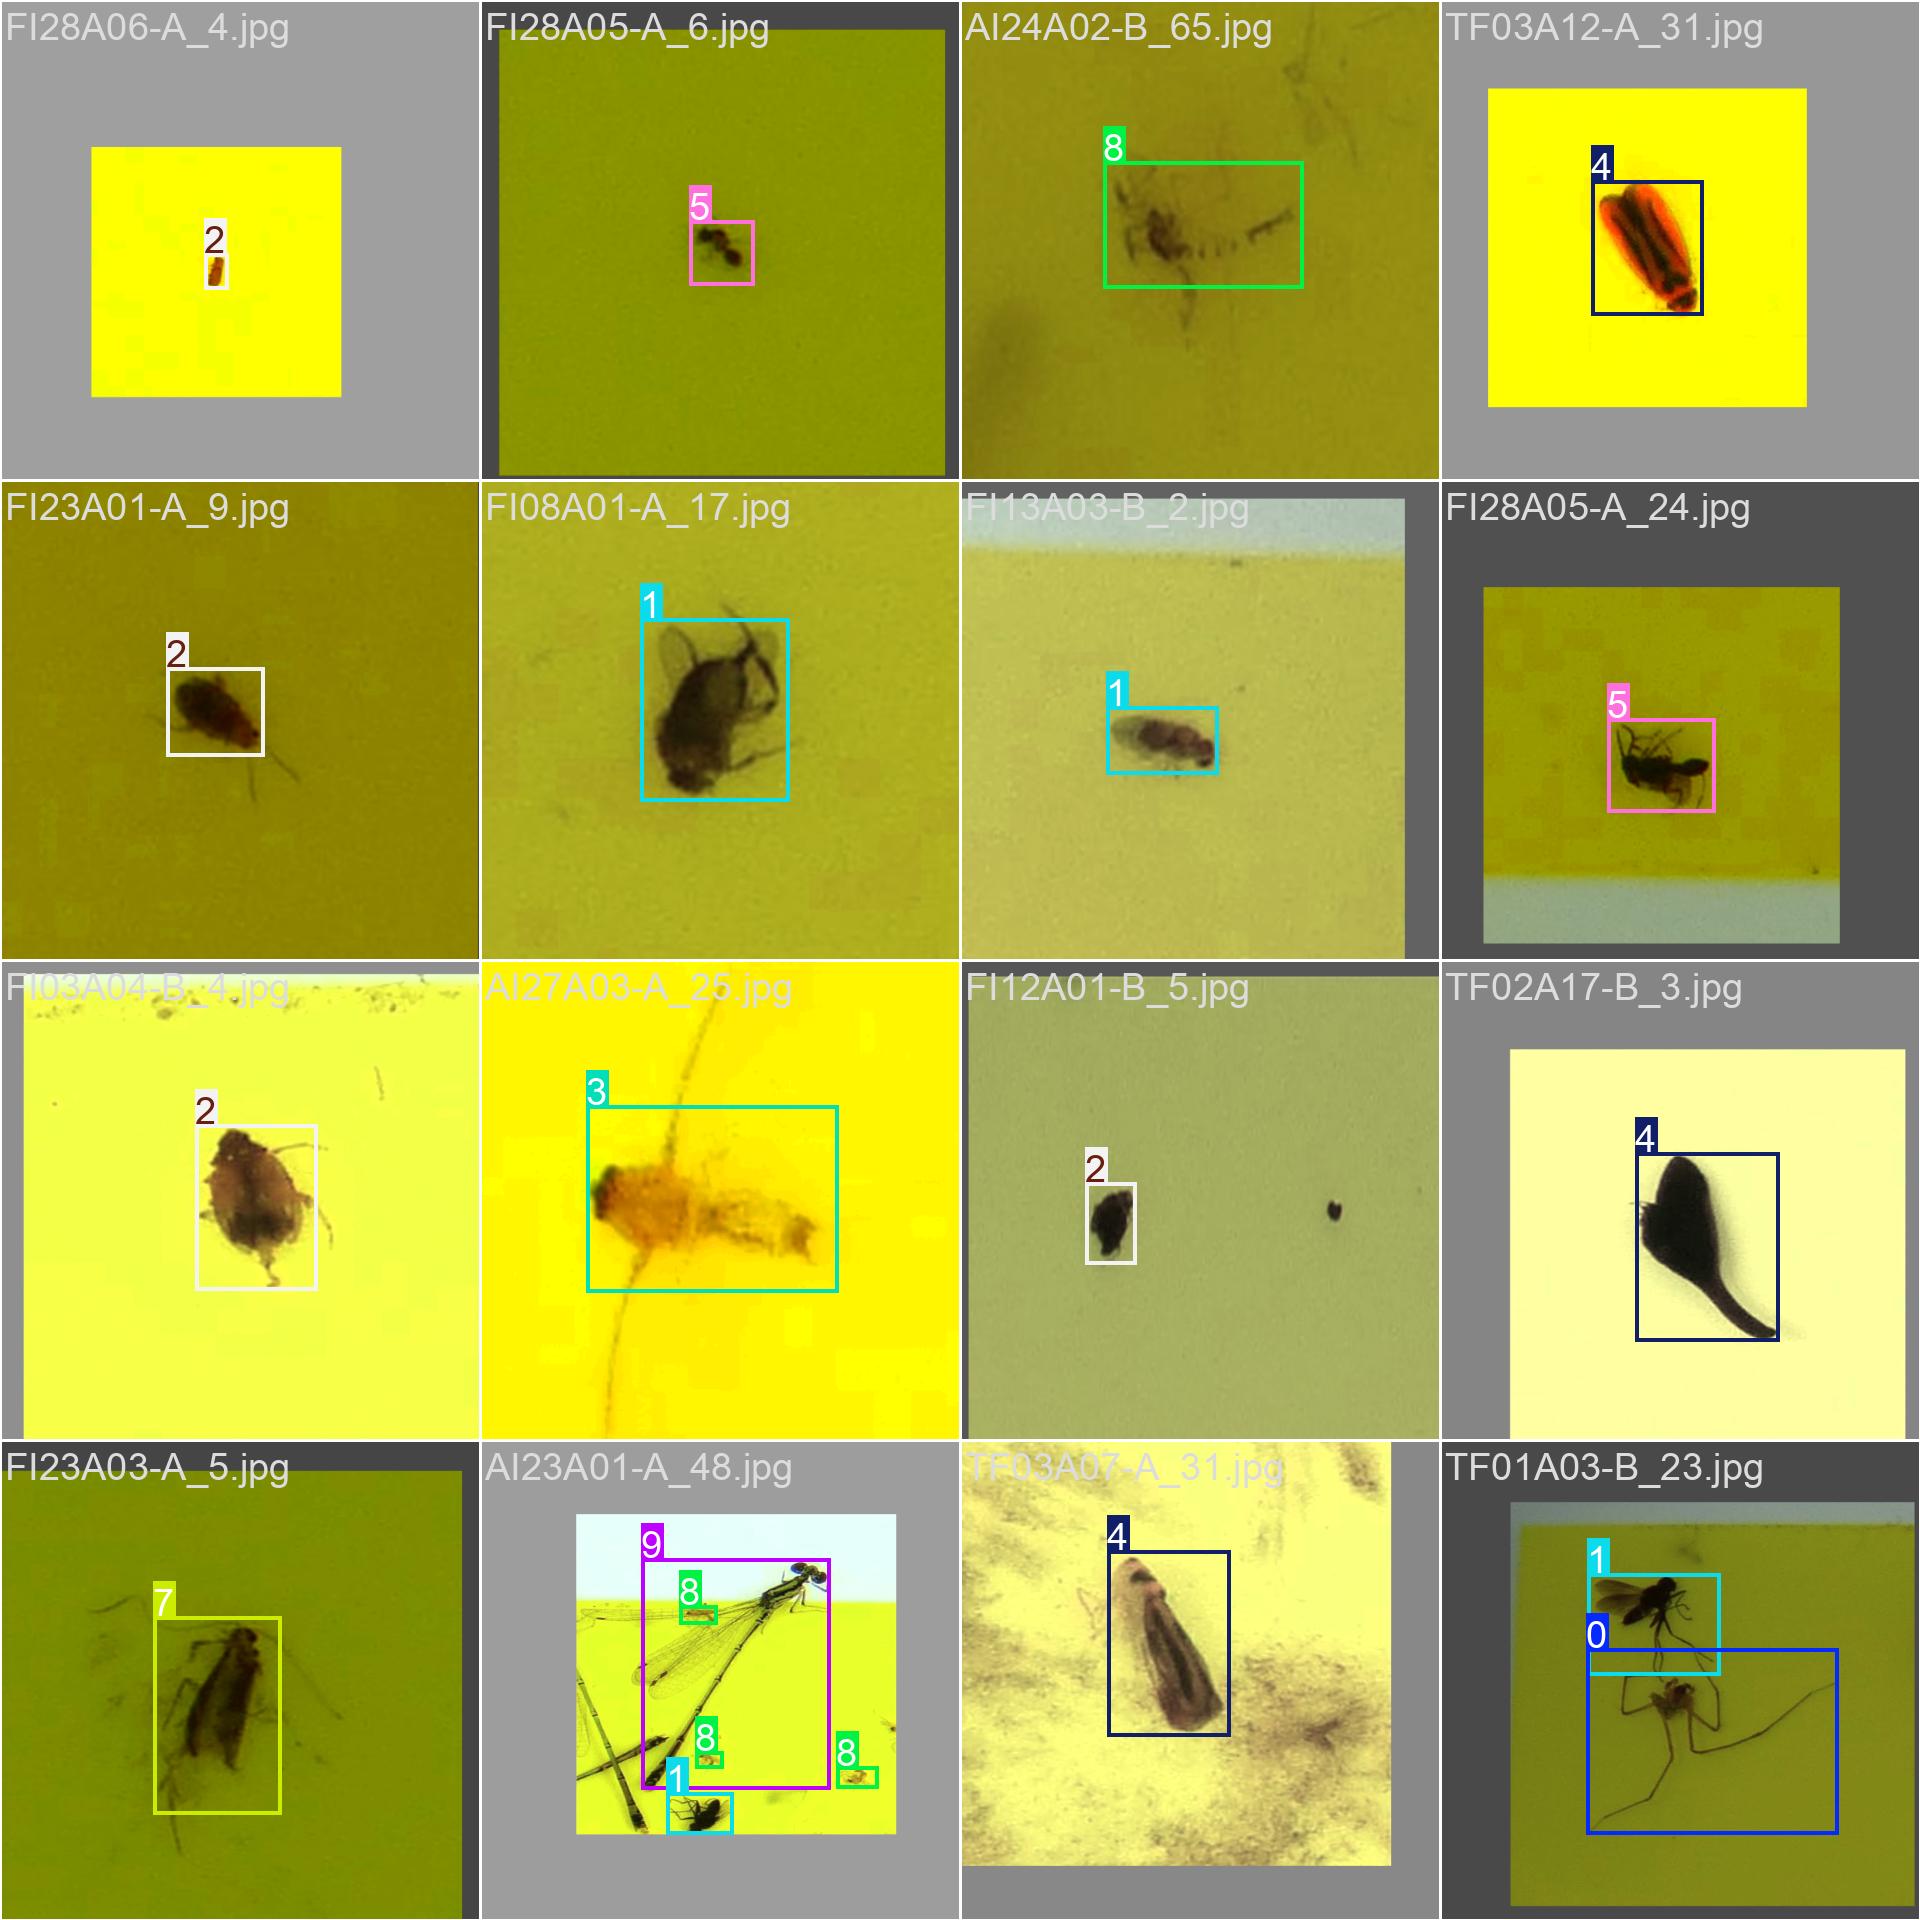 FI28A06-A_4.jpg
2
FI28A05-A_6.jpg
5
AI24A02-B_65.jpg
8
TF03A12-A_31.jpg
4
FI23A01-A_9.jpg
2
FI08A01-A_17.jpg
1
FI13A03-B_2.jpg
1
FI28A05-A_24.jpg
5
FI03A04-B_4.jpg
2
AI27A03-A_25.jpg
3
FI12A01-B_5.jpg
2
TF02A17-B_3.jpg
4
FI23A03-A_5.jpg
7
AI23A01-A_48.jpg
9
8
8
8
1
TF03A07-A_31.jpg
4
TF01A03-B_23.jpg
1
0